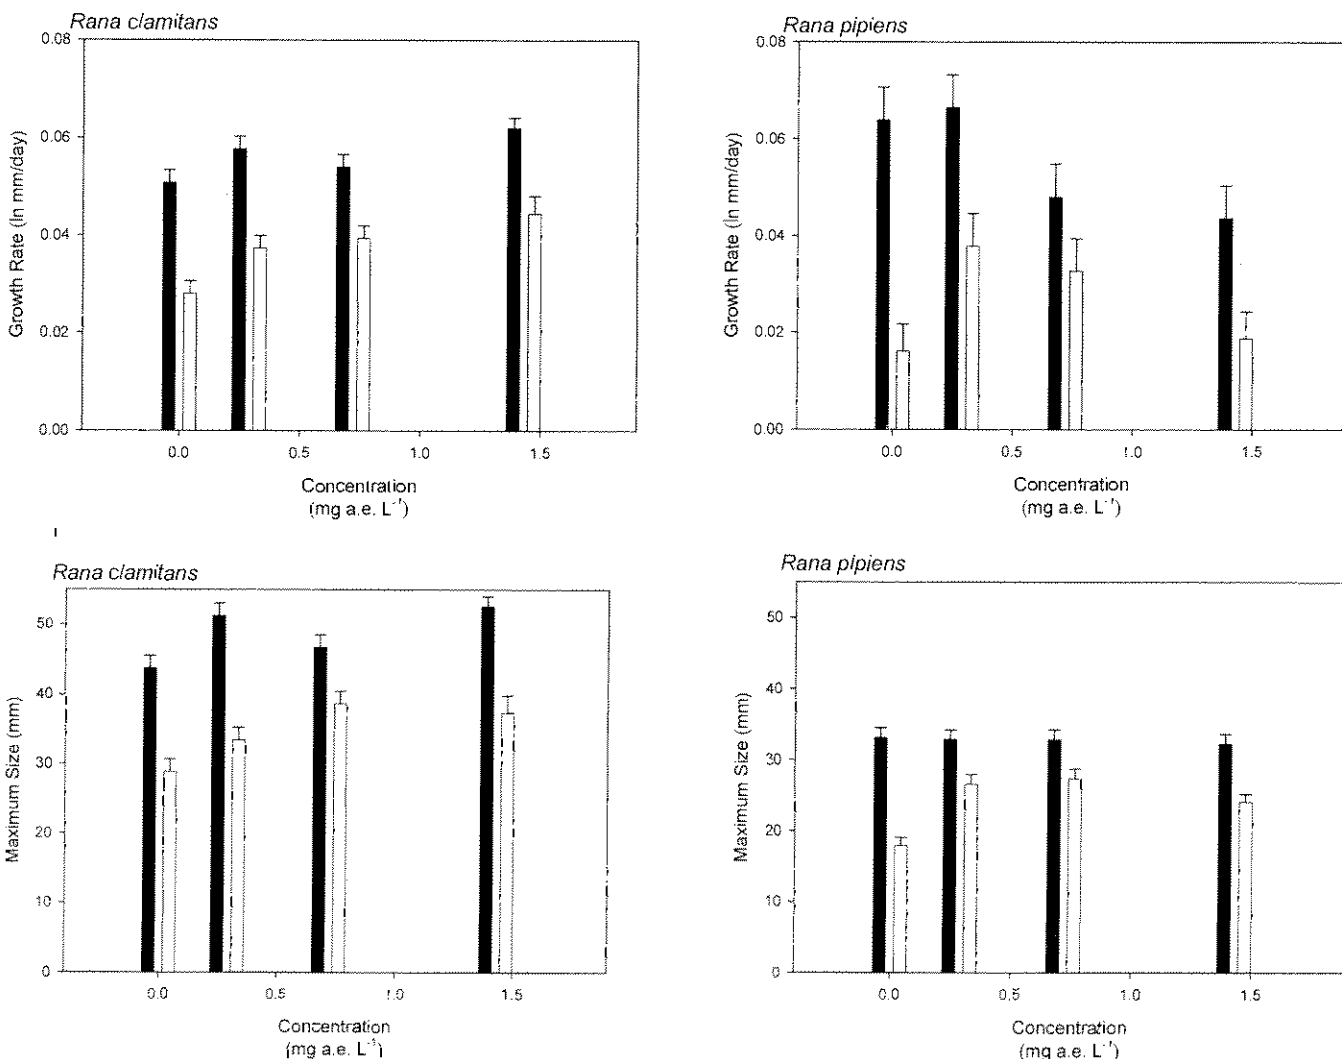 Rana clamitans
0.08
0.06
0.04
0.02
0.00
Growth Rate (ln mm/day)
0.0 0.5 1.0 1.5
Concentration
(mg a.e. L⁻¹)
Rana pipiens
0.08
0.06
0.04
0.02
0.00
Growth Rate (ln mm/day)
0.0 0.5 1.0 1.5
Concentration
(mg a.e. L⁻¹)
Rana clamitans
50
40
30
20
10
0
Maximum Size (mm)
0.0 0.5 1.0 1.5
Concentration
(mg a.e. L⁻¹)
Rana pipiens
50
40
30
20
10
0
Maximum Size (mm)
0.0 0.5 1.0 1.5
Concentration
(mg a.e. L⁻¹)